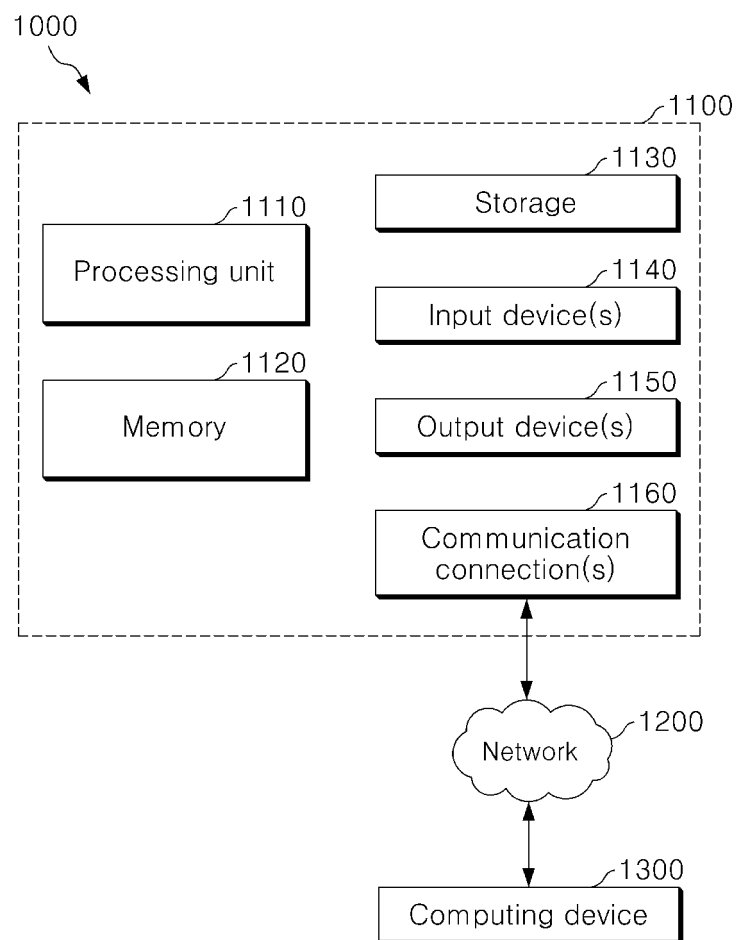 1000
1100
1130
Storage
1110
Processing unit
1140
Input device(s)
1120
Memory
1150
Output device(s)
1160
Communication
connection(s)
1200
Network
1300
Computing device